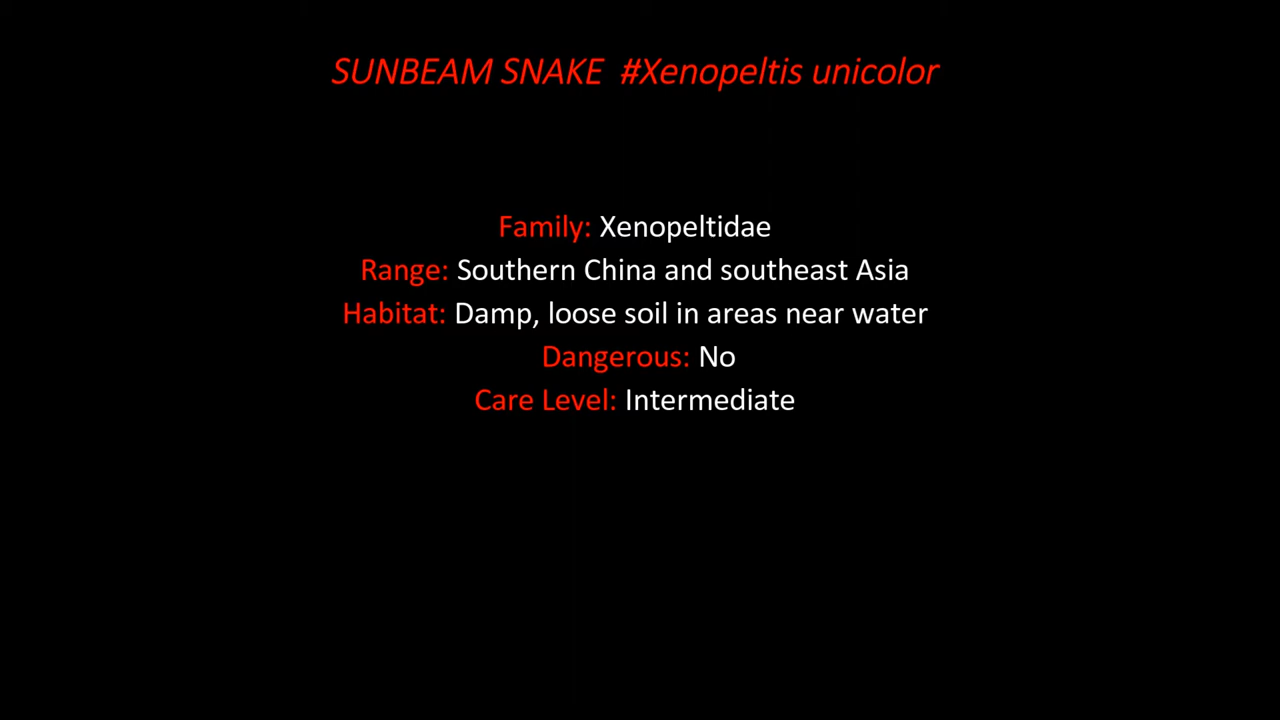 SUNBEAM SNAKE #Xenopeltis unicolor
Family: Xenopeltidae
Range: Southern China and southeast Asia
Habitat: Damp, loose soil in areas near water
Dangerous: No
Care Level: Intermediate